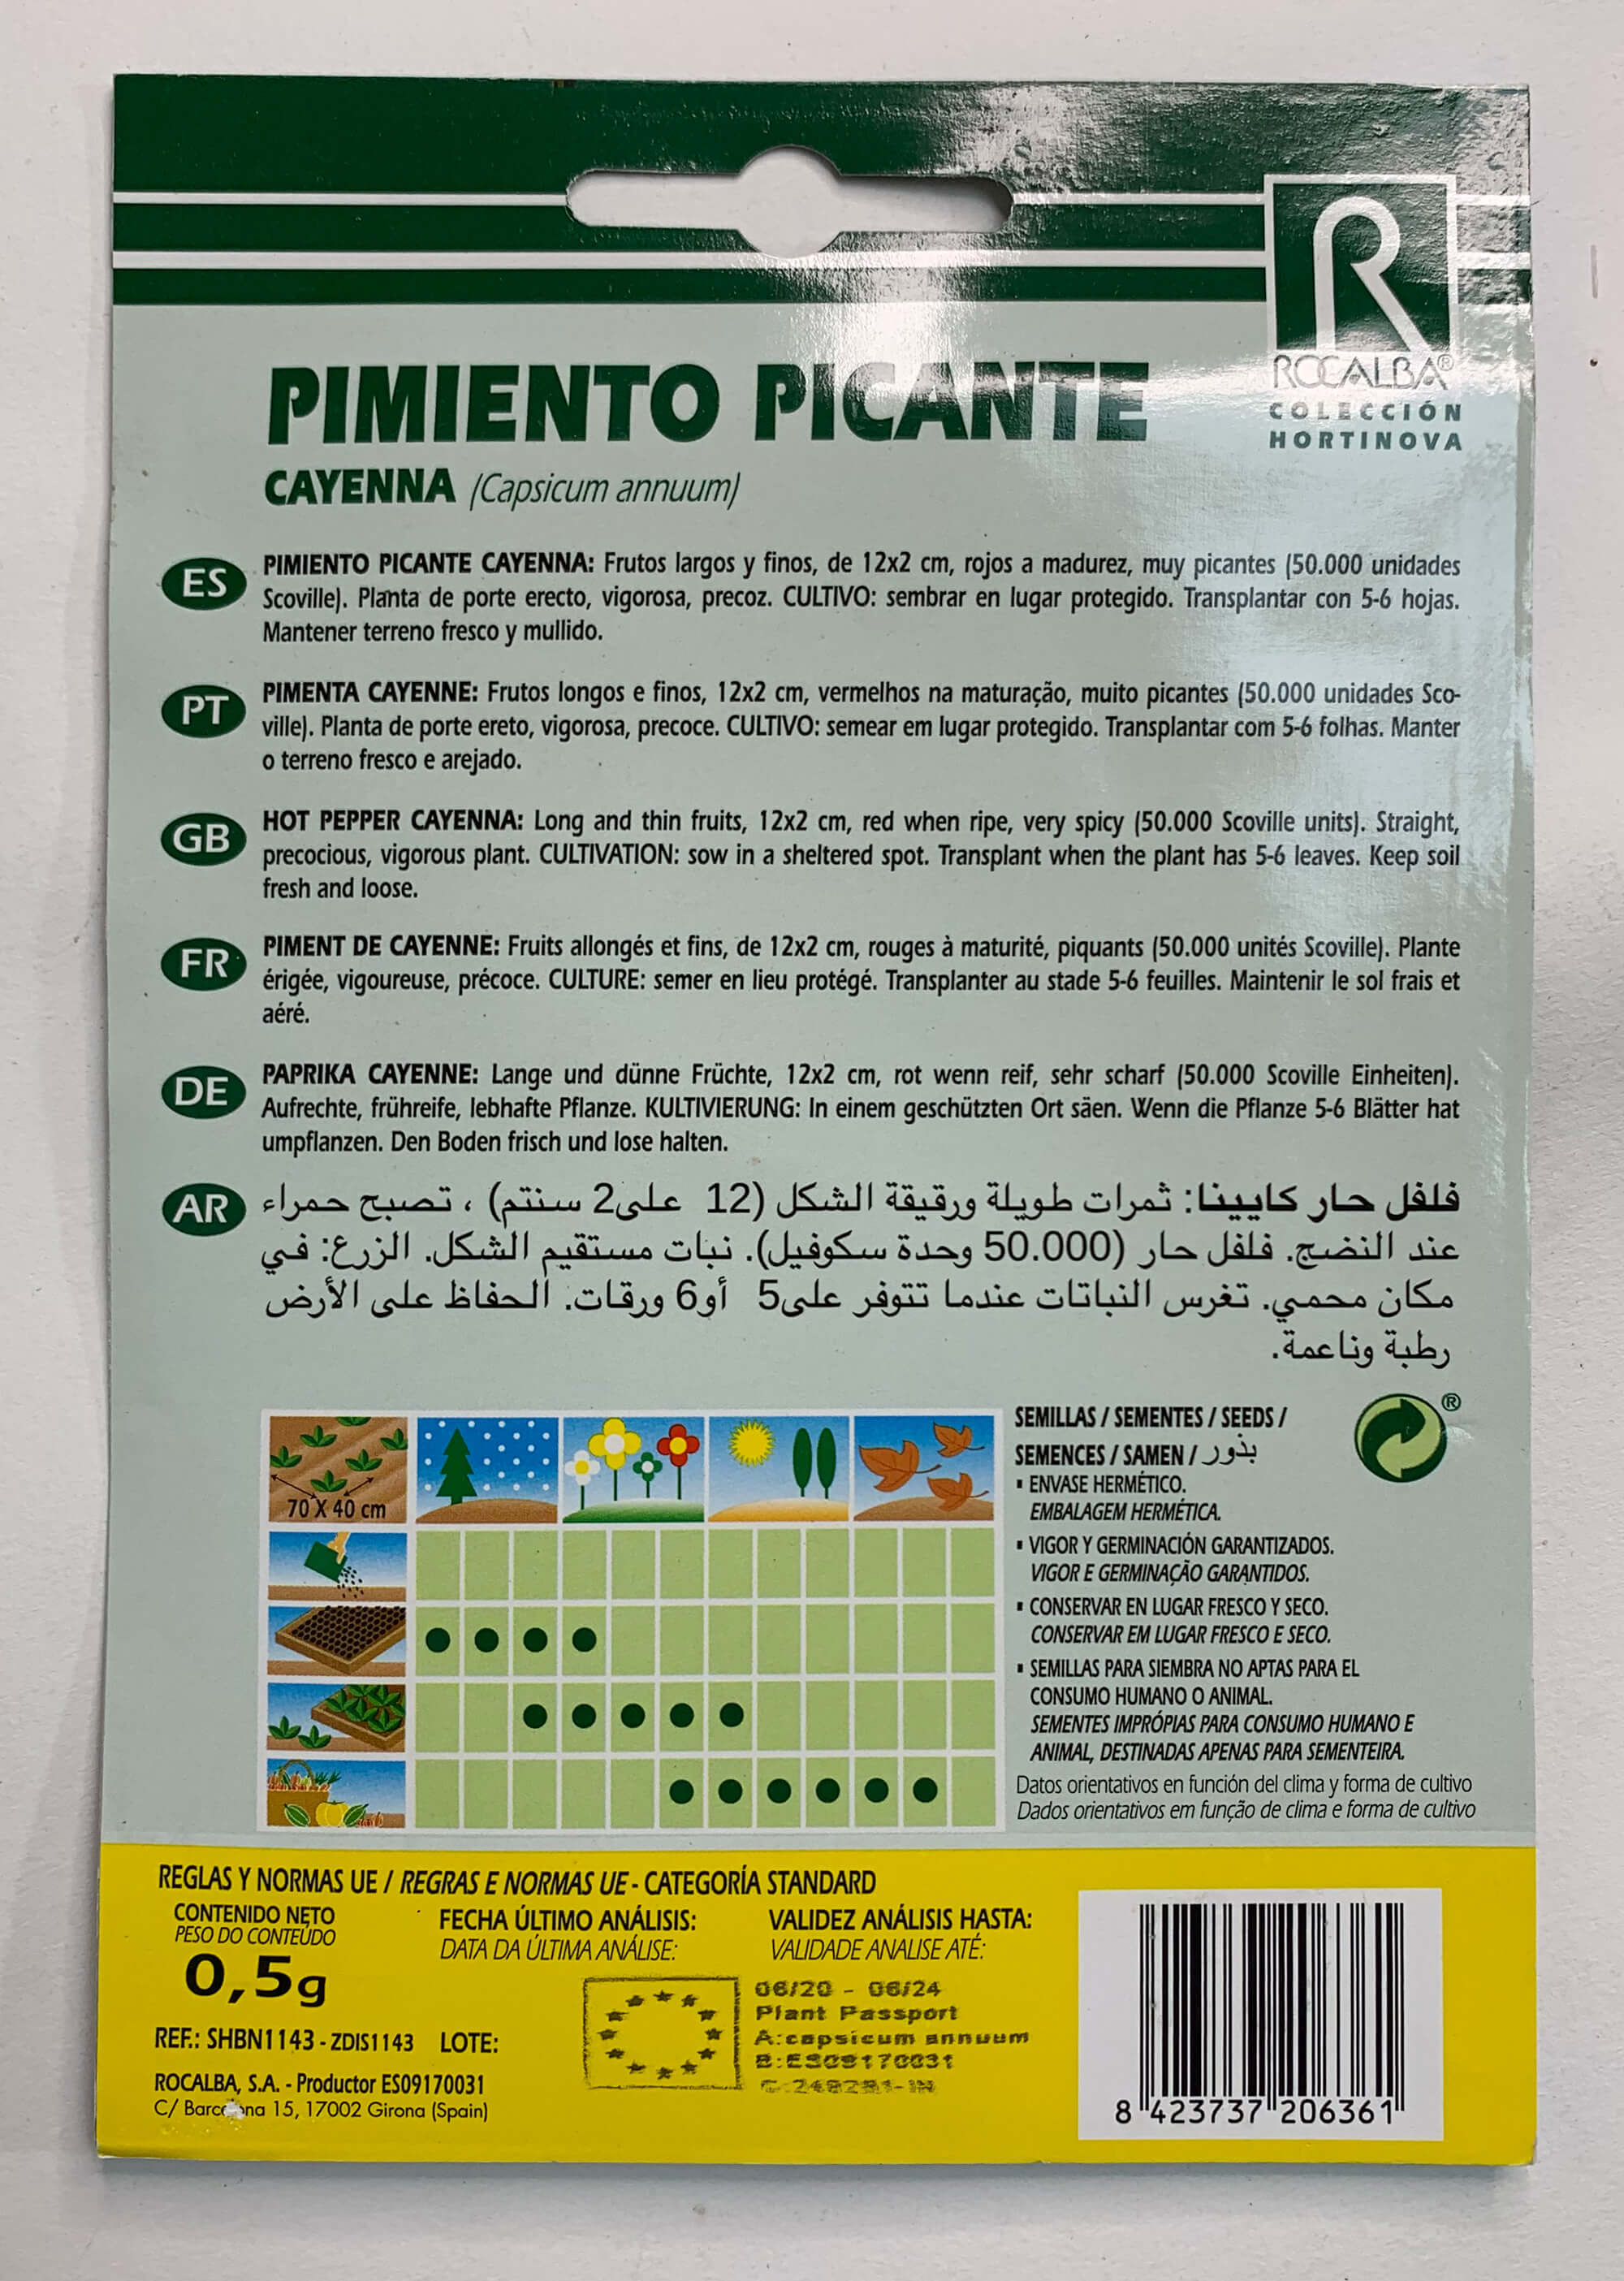 R
ROCALBA®
COLECCIÓN
HORTINOVA
PIMIENTO PICANTE
CAYENNA (Capsicum annuum)
ES
PIMIENTO PICANTE CAYENNA: Frutos largos y finos, de 12x2 cm, rojos a madurez, muy picantes (50.000 unidades
Scoville). Planta de porte erecto, vigorosa, precoz. CULTIVO: sembrar en lugar protegido. Transplantar con 5-6 hojas.
Mantener terreno fresco y mullido.
PT
PIMENTA CAYENNE: Frutos longos e finos, 12x2 cm, vermelhos na maturação, muito picantes (50.000 unidades Sco-
ville). Planta de porte ereto, vigorosa, precoce. CULTIVO: semear em lugar protegido. Transplantar com 5-6 folhas. Manter
o terreno fresco e arejado.
GB
HOT PEPPER CAYENNA: Long and thin fruits, 12x2 cm, red when ripe, very spicy (50.000 Scoville units). Straight,
precocious, vigorous plant. CULTIVATION: sow in a sheltered spot. Transplant when the plant has 5-6 leaves. Keep soil
fresh and loose.
FR
PIMENT DE CAYENNE: Fruits allongés et fins, de 12x2 cm, rouges à maturité, piquants (50.000 unités Scoville). Plante
érigée, vigoureuse, précoce. CULTURE: semer en lieu protégé. Transplanter au stade 5-6 feuilles. Maintenir le sol frais et
aéré.
DE
PAPRIKA CAYENNE: Lange und dünne Früchte, 12x2 cm, rot wenn reif, sehr scharf (50.000 Scoville Einheiten).
Aufrechte, frühreife, lebhafte Pflanze. KULTIVIERUNG: In einem geschützten Ort säen. Wenn die Pflanze 5-6 Blätter hat
umpflanzen. Den Boden frisch und lose halten.
AR
فلفل حار كايينا: ثمرات طويلة ورقيقة الشكل (12 على2 سنتم) ، تصبح حمراء
عند النضج. فلفل حار (50.000 وحدة سكوفيل). نبات مستقيم الشكل. الزرع: في
مكان محمي. تغرس النباتات عندما تتوفر على5 أو6 ورقات. الحفاظ على الأرض
رطبة وناعمة.
70 X 40 cm
SEMILLAS / SEMENTES / SEEDS /
SEMENCES / SAMEN / بذور
®
▪ ENVASE HERMÉTICO.
EMBALAGEM HERMÉTICA.
▪ VIGOR Y GERMINACIÓN GARANTIZADOS.
VIGOR E GERMINAÇÃO GARANTIDOS.
▪ CONSERVAR EN LUGAR FRESCO Y SECO.
CONSERVAR EM LUGAR FRESCO E SECO.
▪ SEMILLAS PARA SIEMBRA NO APTAS PARA EL
CONSUMO HUMANO O ANIMAL.
SEMENTES IMPRÓPIAS PARA CONSUMO HUMANO E
ANIMAL, DESTINADAS APENAS PARA SEMENTEIRA.
Datos orientativos en función del clima y forma de cultivo
Dados orientativos em função de clima e forma de cultivo
REGLAS Y NORMAS UE / REGRAS E NORMAS UE - CATEGORÍA STANDARD
CONTENIDO NETO
PESO DO CONTEÚDO
0,5g
FECHA ÚLTIMO ANÁLISIS:
DATA DA ÚLTIMA ANÁLISE:
VALIDEZ ANÁLISIS HASTA:
VALIDADE ANALISE ATÉ:
06/20 - 06/24
Plant Passport
A:capsicum annuum
B:ES09170031
REF.: SHBN1143 - ZDIS1143 LOTE:
ROCALBA, S.A. - Productor ES09170031
C/ Barcelona 15, 17002 Girona (Spain)
8 423737 206361